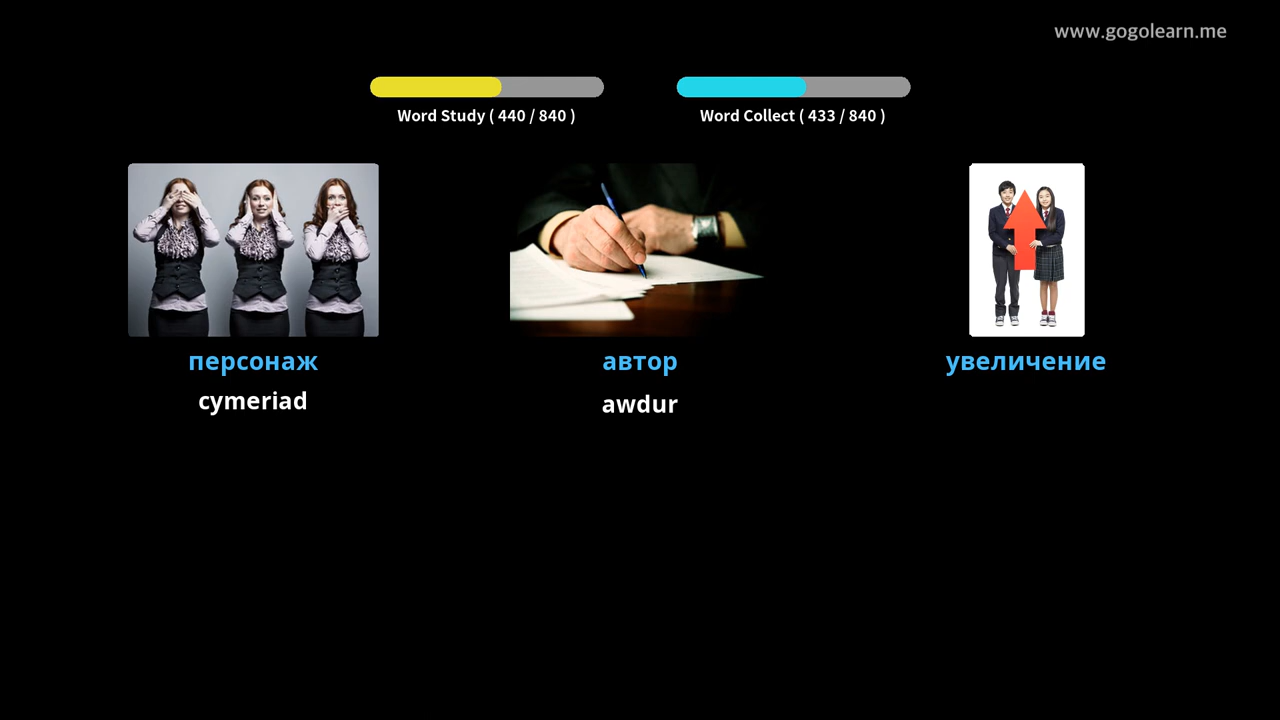 www.gogolearn.me
Word Study ( 440 / 840 )
Word Collect ( 433 / 840 )
персонаж
автор
увеличение
cymeriad
awdur